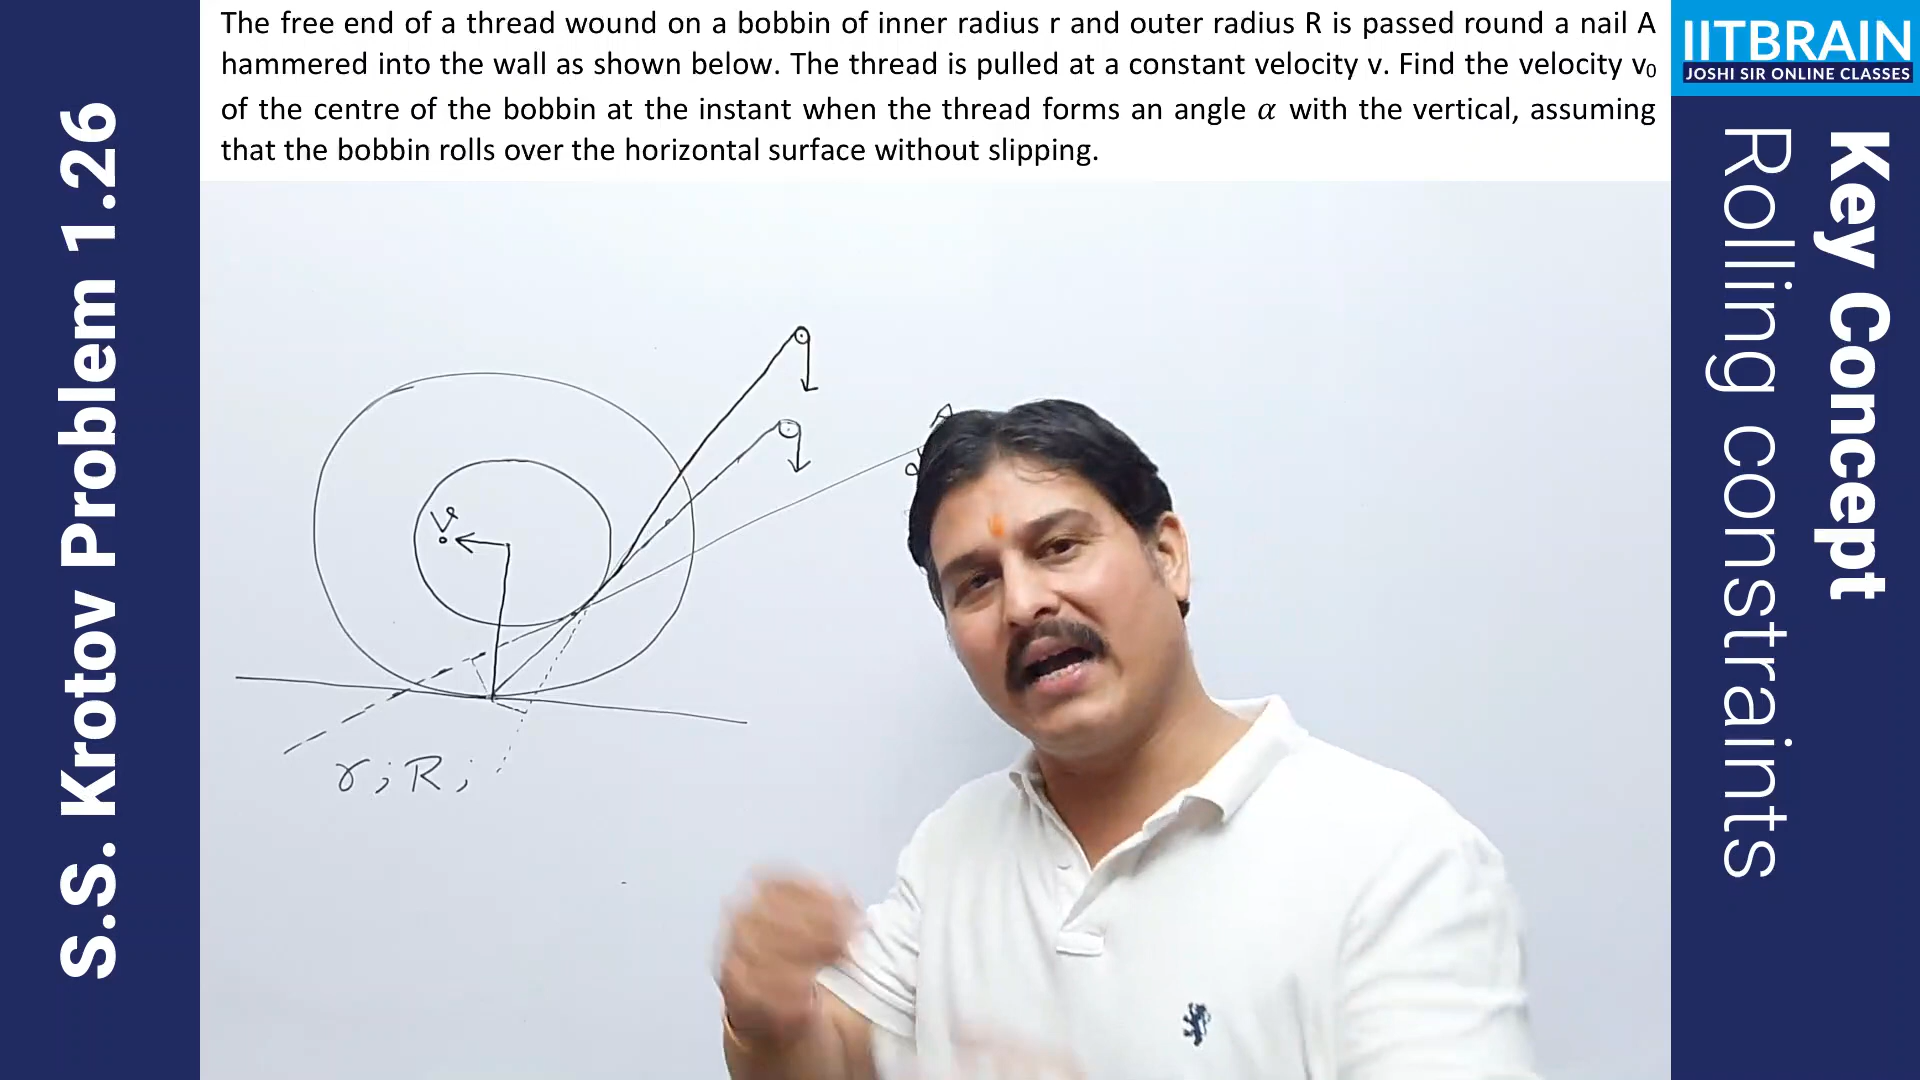 The free end of a thread wound on a bobbin of inner radius r and outer radius R is passed round a nail A
hammered into the wall as shown below. The thread is pulled at a constant velocity v. Find the velocity v₀
of the centre of the bobbin at the instant when the thread forms an angle α with the vertical, assuming
that the bobbin rolls over the horizontal surface without slipping.
IITBRAIN
JOSHI SIR ONLINE CLASSES
S.S. Krotov Problem 1.26
Key Concept
Rolling constraints
A
V₀
r ; R ;